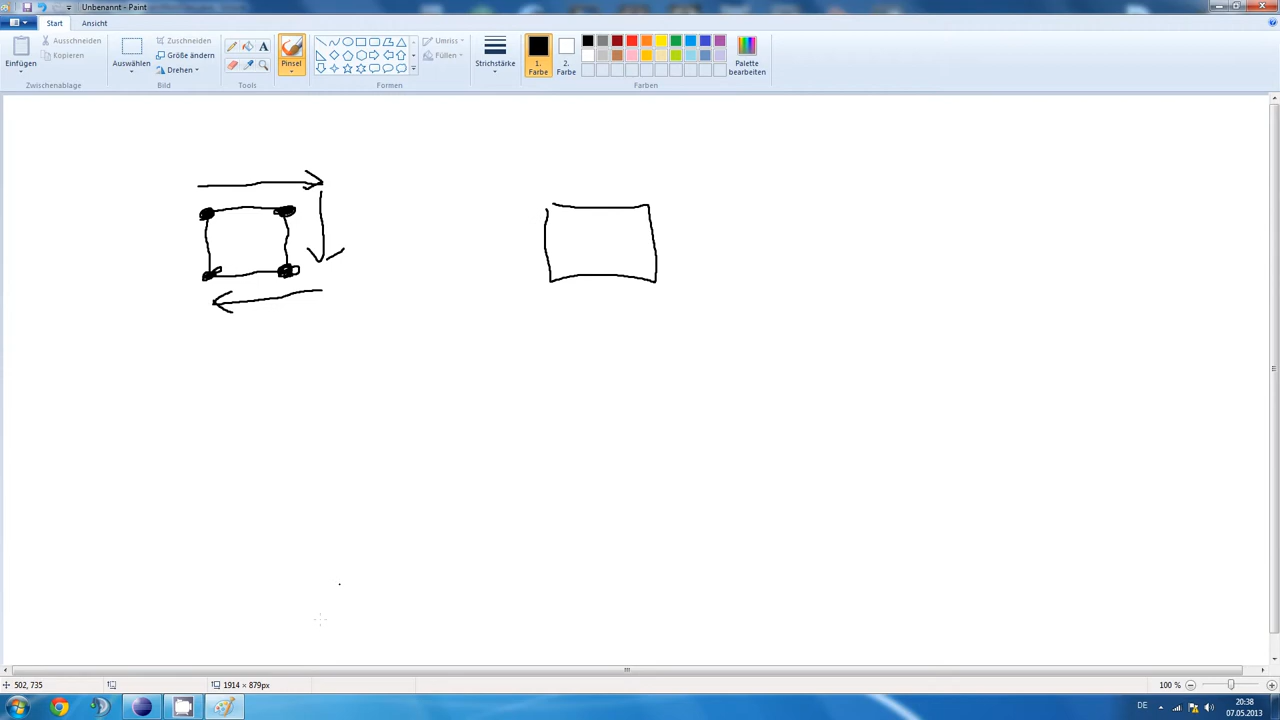 Unbenannt - Paint
Start
Ansicht
Einfügen
Ausschneiden
Kopieren
Zwischenablage
Auswählen
Zuschneiden
Größe ändern
Drehen
Bild
A
Tools
Pinsel
Formen
Umriss
Füllen
Strichstärke
1.
Farbe
2.
Farbe
Palette
bearbeiten
Farben
502, 735
1914 × 879px
100 %
DE
20:38
07.05.2013